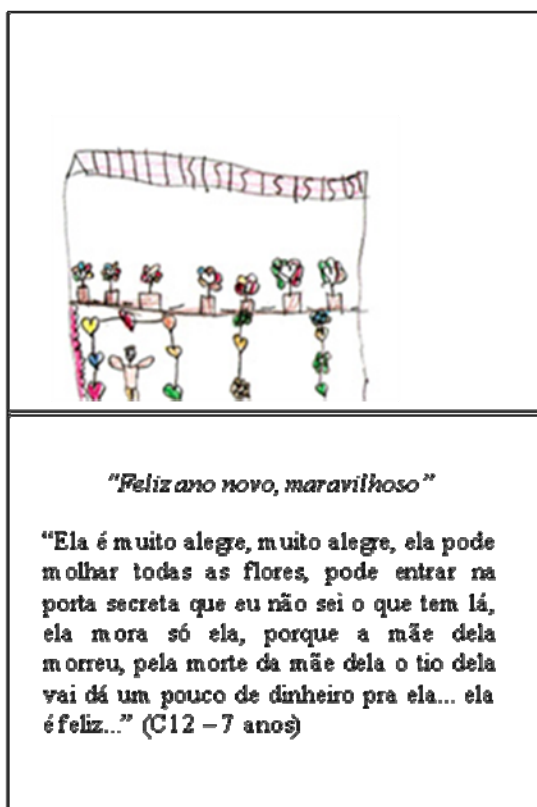 “Feliz ano novo, maravilhoso”
“Ela é muito alegre, muito alegre, ela pode
molhar todas as flores, pode entrar na
porta secreta que eu não sei o que tem lá,
ela mora só ela, porque a mãe dela
morreu, pela morte da mãe dela o tio dela
vai dá um pouco de dinheiro pra ela... ela
é feliz...” (C12 – 7 anos)